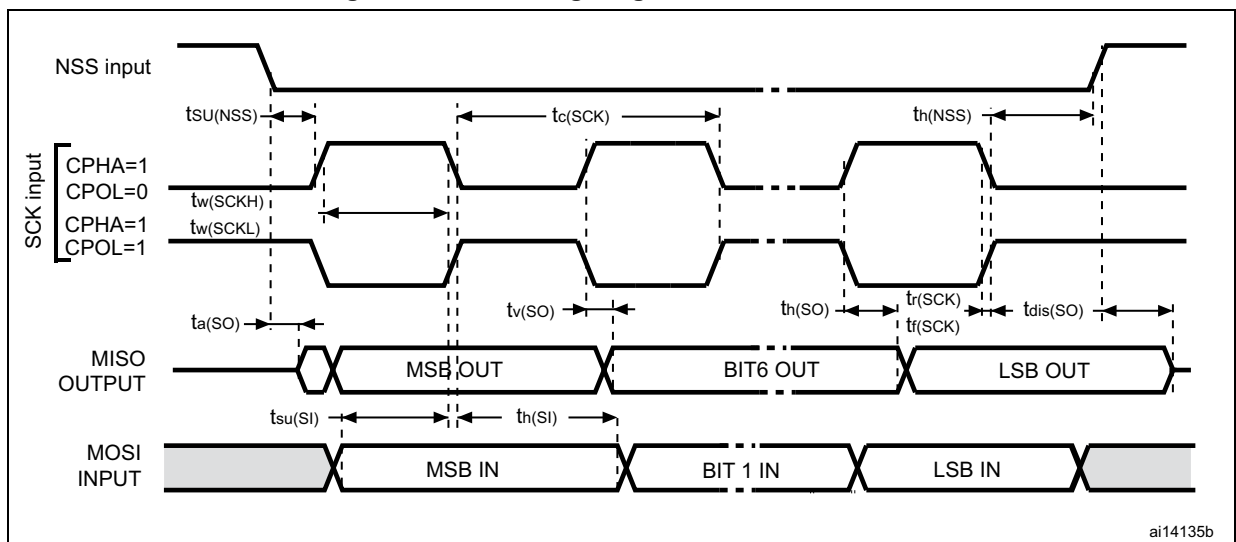 NSS input
tSU(NSS)
tc(SCK)
th(NSS)
SCK input
CPHA=1
CPOL=0
tw(SCKH)
CPHA=1
tw(SCKL)
CPOL=1
ta(SO)
tv(SO)
th(SO)
tr(SCK)
tf(SCK)
tdis(SO)
MISO
OUTPUT
MSB OUT
BIT6 OUT
LSB OUT
tsu(SI)
th(SI)
MOSI
INPUT
MSB IN
BIT 1 IN
LSB IN
ai14135b